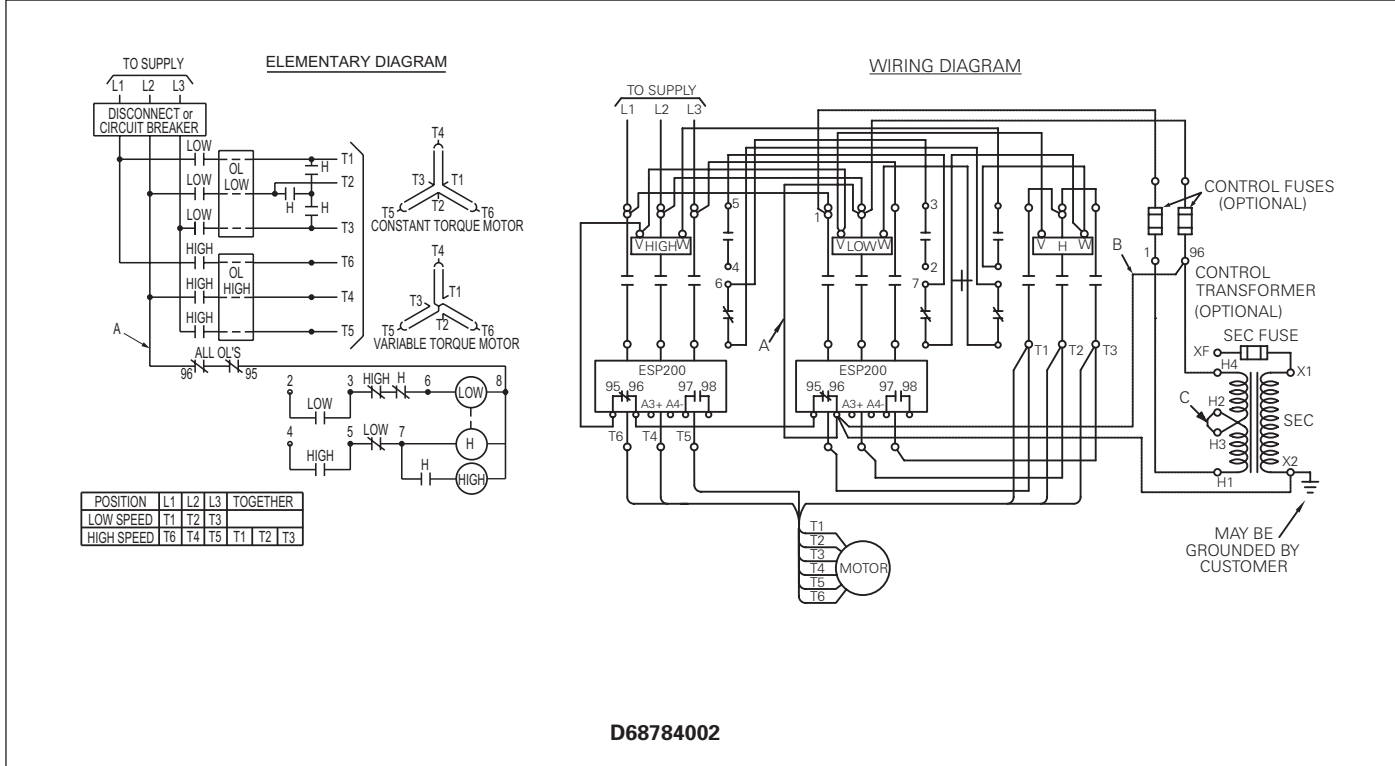 ELEMENTARY DIAGRAM
TO SUPPLY
L1 L2 L3
DISCONNECT or
CIRCUIT BREAKER
LOW
OL
LOW
T1
H
LOW
T2
H H
LOW
T3
HIGH
T6
OL
HIGH
HIGH
T4
HIGH
T5
A
ALL OL'S
96 95
2 3 HIGH H 6 LOW 8
LOW
4 5 LOW 7 H
HIGH H HIGH
T4
T3 T1
T2
T5 T6
CONSTANT TORQUE MOTOR
T4
T1
T3
T2
T5 T6
VARIABLE TORQUE MOTOR
POSITION L1 L2 L3 TOGETHER
LOW SPEED T1 T2 T3
HIGH SPEED T6 T4 T5 T1 T2 T3
WIRING DIAGRAM
TO SUPPLY
L1 L2 L3
5 1 3
V HIGH W V LOW W V H W
4 2
6 7
A
B
ESP200 ESP200
95 96 97 98 95 96 97 98
A3+ A4- A3+ A4-
T6 T4 T5
T1 T2 T3
T1
T2
T3
T4
T5
T6
MOTOR
CONTROL FUSES
(OPTIONAL)
1 96
CONTROL
TRANSFORMER
(OPTIONAL)
SEC FUSE
XF
H4 X1
C H2
H3
SEC
H1 X2
MAY BE
GROUNDED BY
CUSTOMER
D68784002